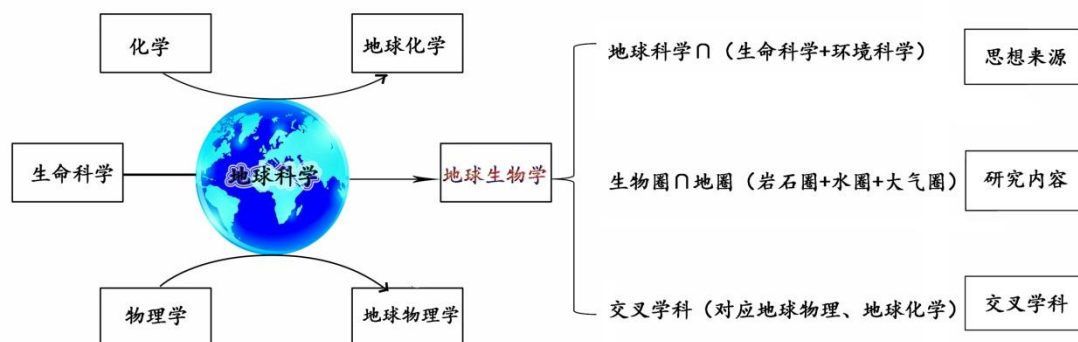 化学
地球化学
地球科学∩（生命科学+环境科学）
思想来源
生命科学
地球科学
地球生物学
生物圈∩地圈（岩石圈+水圈+大气圈）
研究内容
物理学
地球物理学
交叉学科（对应地球物理、地球化学）
交叉学科